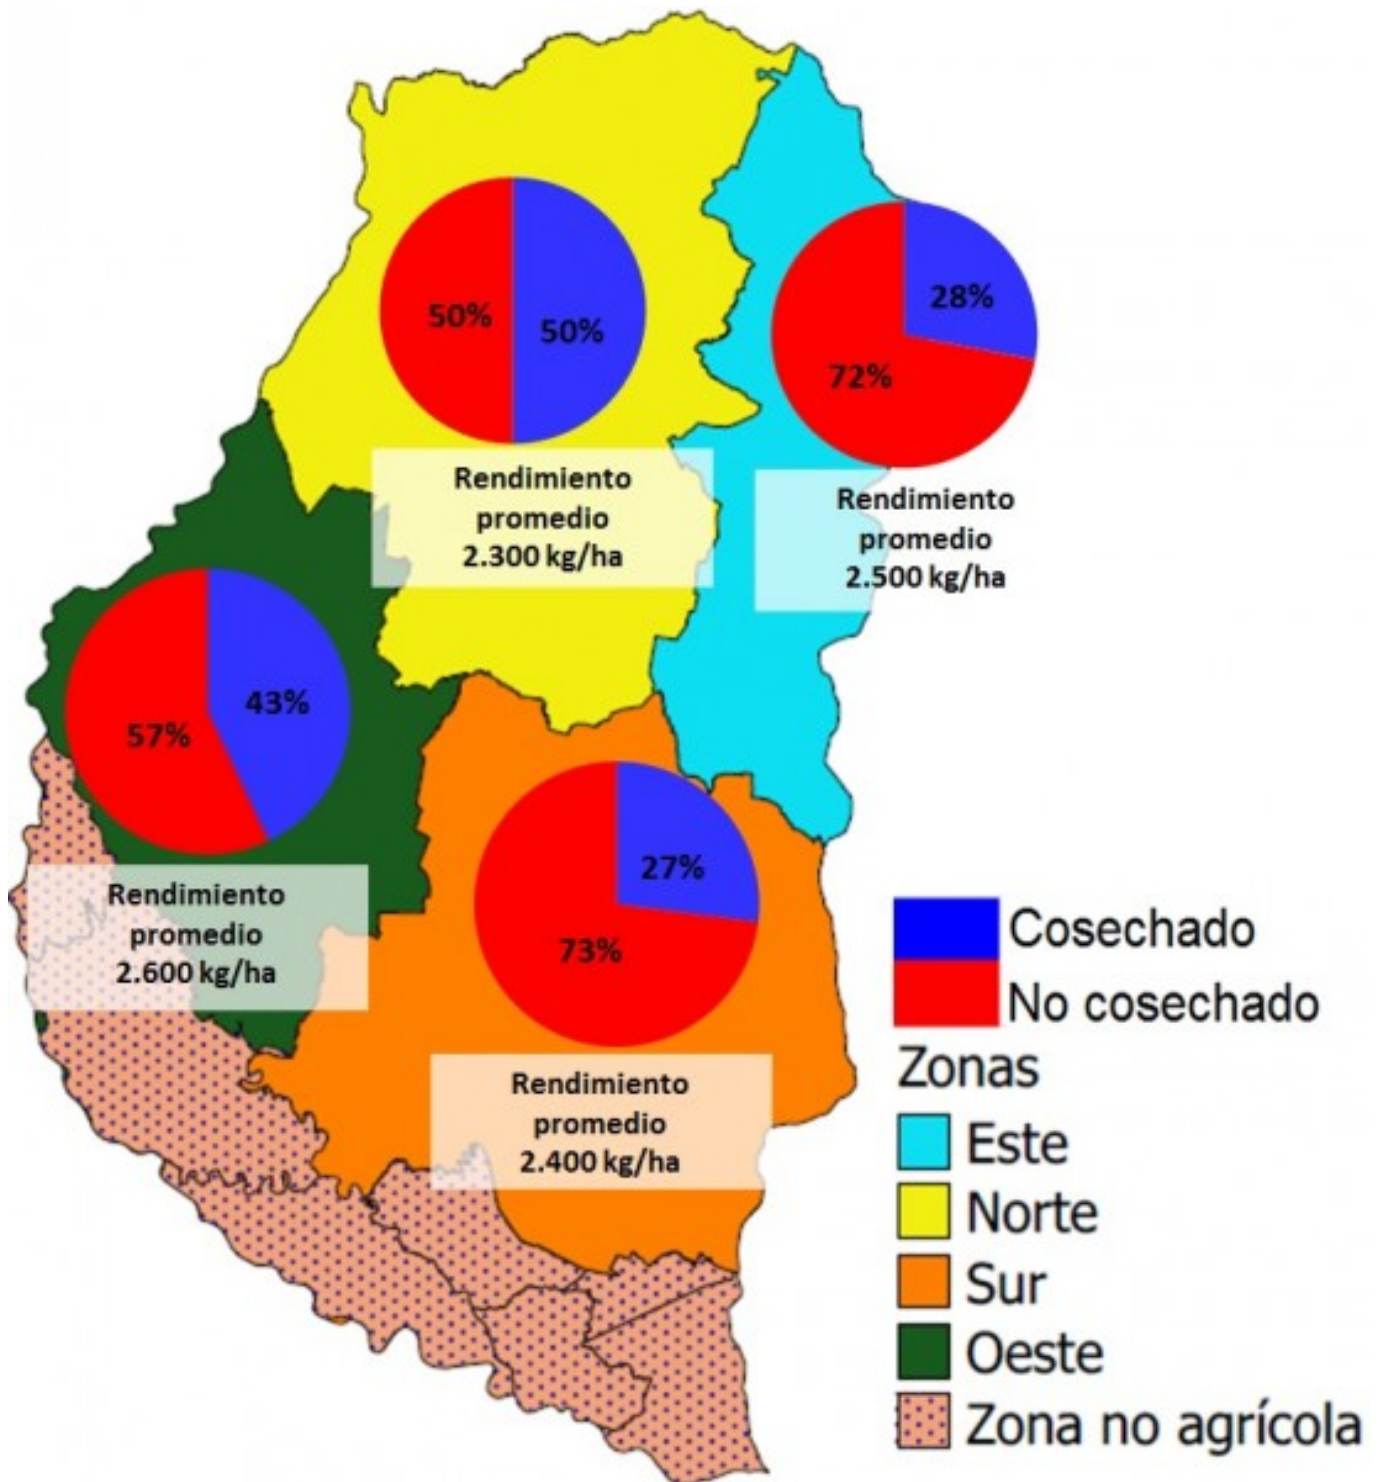 50%
50%
Rendimiento
promedio
2.300 kg/ha
28%
72%
Rendimiento
promedio
2.500 kg/ha
43%
57%
Rendimiento
promedio
2.600 kg/ha
27%
73%
Rendimiento
promedio
2.400 kg/ha
Cosechado
No cosechado
Zonas
Este
Norte
Sur
Oeste
Zona no agrícola